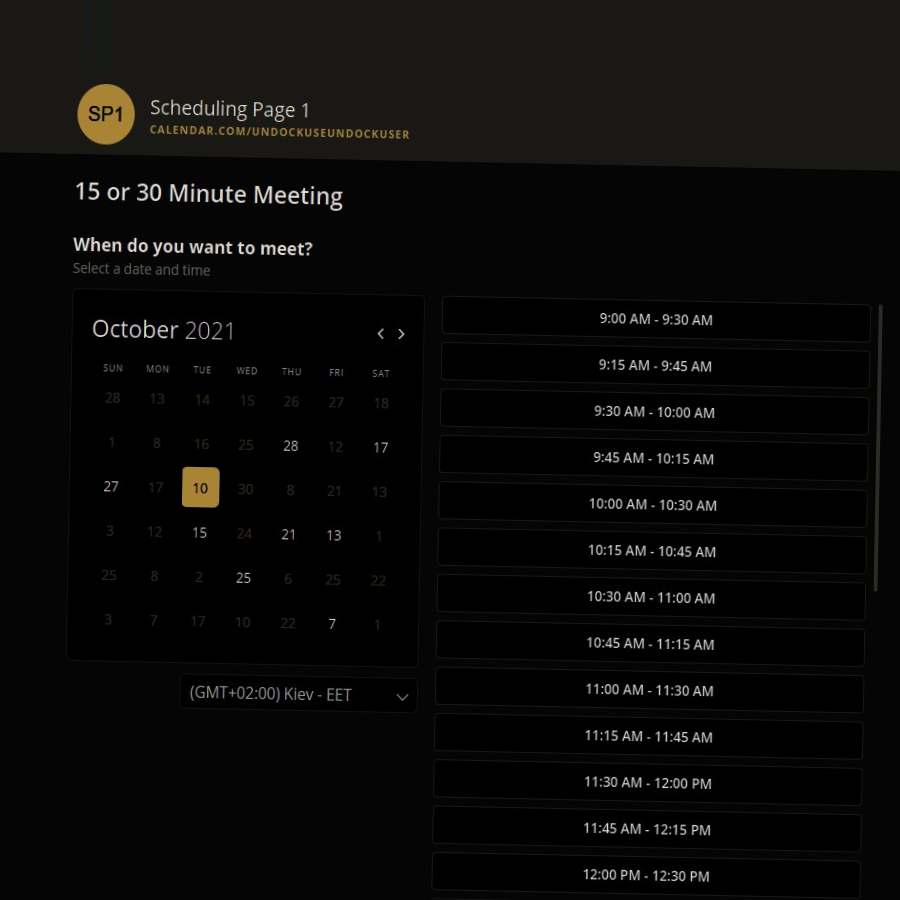 SP1
Scheduling Page 1
CALENDAR.COM/UNDOCKUSEUNDOCKUSER
15 or 30 Minute Meeting
When do you want to meet?
Select a date and time
October 2021
SUN MON TUE WED THU FRI SAT
28 13 14 15 26 27 18
1 8 16 25 28 12 17
27 17 10 30 8 21 13
3 12 15 24 21 13 1
25 8 2 25 6 25 22
3 7 17 10 22 7 1
(GMT+02:00) Kiev - EET
9:00 AM - 9:30 AM
9:15 AM - 9:45 AM
9:30 AM - 10:00 AM
9:45 AM - 10:15 AM
10:00 AM - 10:30 AM
10:15 AM - 10:45 AM
10:30 AM - 11:00 AM
10:45 AM - 11:15 AM
11:00 AM - 11:30 AM
11:15 AM - 11:45 AM
11:30 AM - 12:00 PM
11:45 AM - 12:15 PM
12:00 PM - 12:30 PM